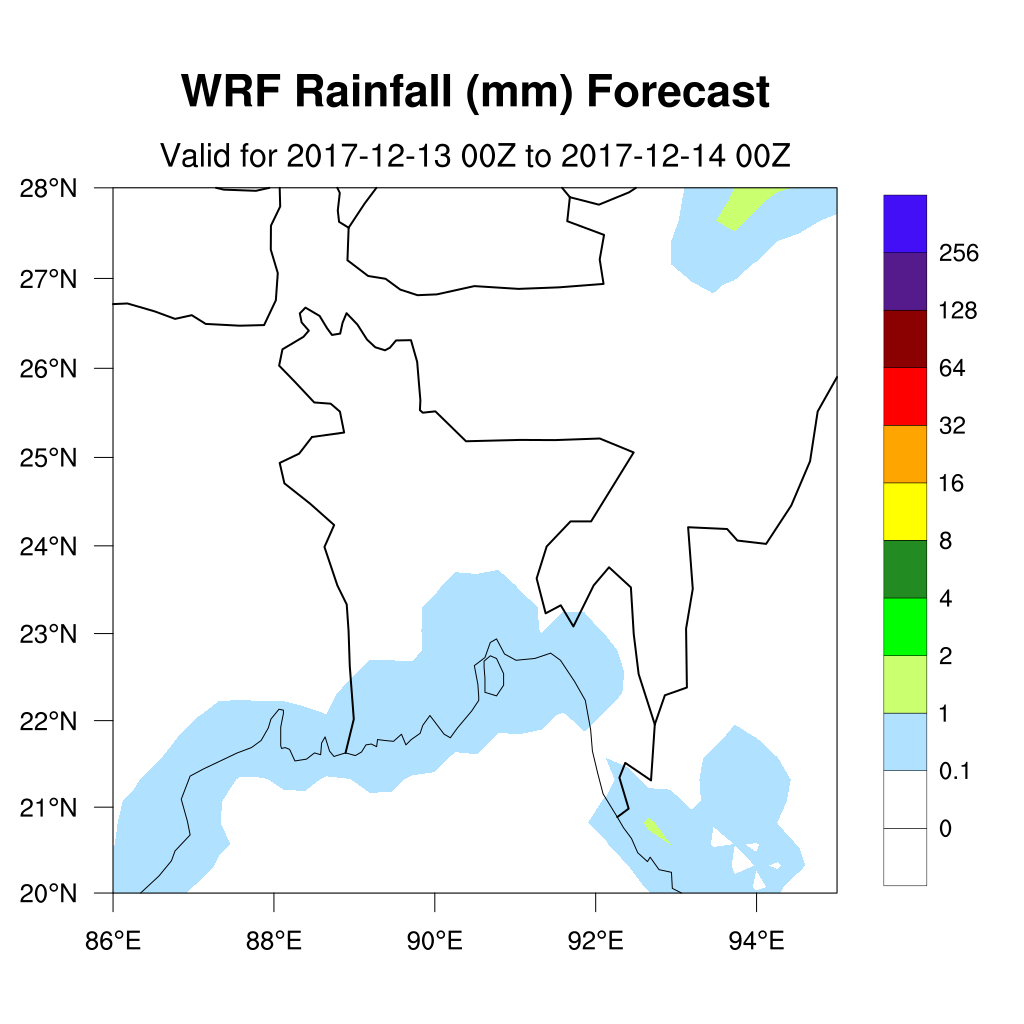 WRF Rainfall (mm) Forecast
Valid for 2017-12-13 00Z to 2017-12-14 00Z
28°N
27°N
26°N
25°N
24°N
23°N
22°N
21°N
20°N
86°E 88°E 90°E 92°E 94°E
256
128
64
32
16
8
4
2
1
0.1
0